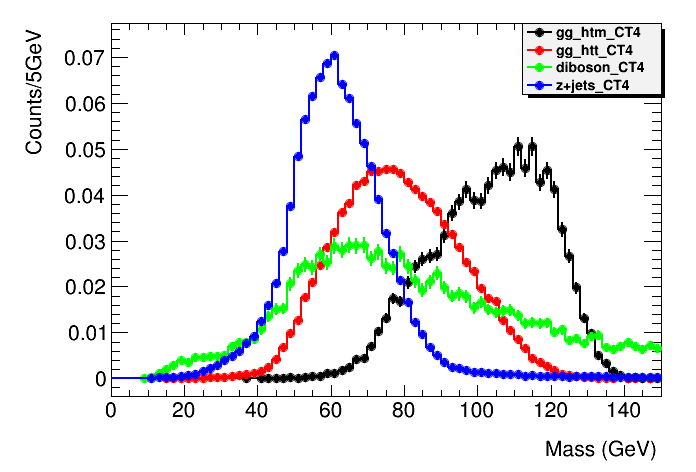 gg_htm_CT4
gg_htt_CT4
diboson_CT4
z+jets_CT4
Counts/5GeV
0.07
0.06
0.05
0.04
0.03
0.02
0.01
0
0 20 40 60 80 100 120 140
Mass (GeV)